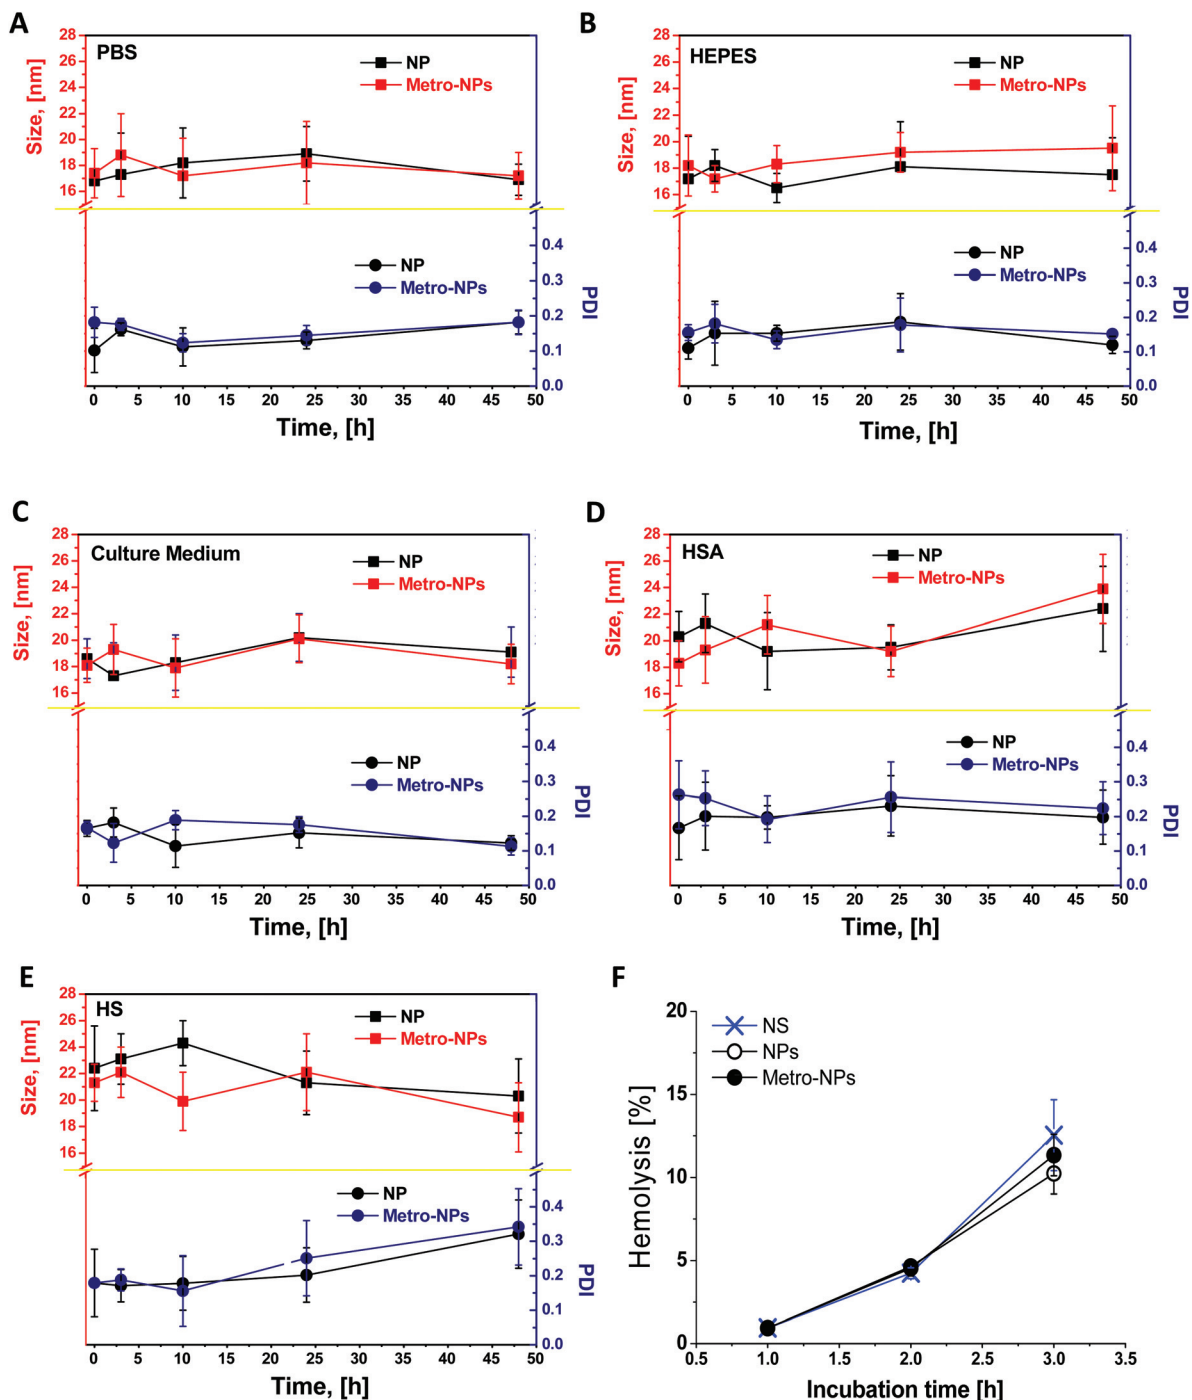 A
PBS
NP
Metro-NPs
Size, [nm]
28
26
24
22
20
18
16
NP
Metro-NPs
PDI
0.4
0.3
0.2
0.1
0.0
0 5 10 15 20 25 30 35 40 45 50
Time, [h]
B
HEPES
NP
Metro-NPs
Size, [nm]
28
26
24
22
20
18
16
NP
Metro-NPs
PDI
0.4
0.3
0.2
0.1
0.0
0 5 10 15 20 25 30 35 40 45 50
Time, [h]
C
Culture Medium
NP
Metro-NPs
Size, [nm]
28
26
24
22
20
18
16
NP
Metro-NPs
PDI
0.4
0.3
0.2
0.1
0.0
0 5 10 15 20 25 30 35 40 45 50
Time, [h]
D
HSA
NP
Metro-NPs
Size, [nm]
28
26
24
22
20
18
16
NP
Metro-NPs
PDI
0.4
0.3
0.2
0.1
0.0
0 5 10 15 20 25 30 35 40 45 50
Time, [h]
E
HS
NP
Metro-NPs
Size, [nm]
28
26
24
22
20
18
16
NP
Metro-NPs
PDI
0.4
0.3
0.2
0.1
0.0
0 5 10 15 20 25 30 35 40 45 50
Time, [h]
F
NS
NPs
Metro-NPs
Hemolysis [%]
20
15
10
5
0
0.5 1.0 1.5 2.0 2.5 3.0 3.5
Incubation time [h]